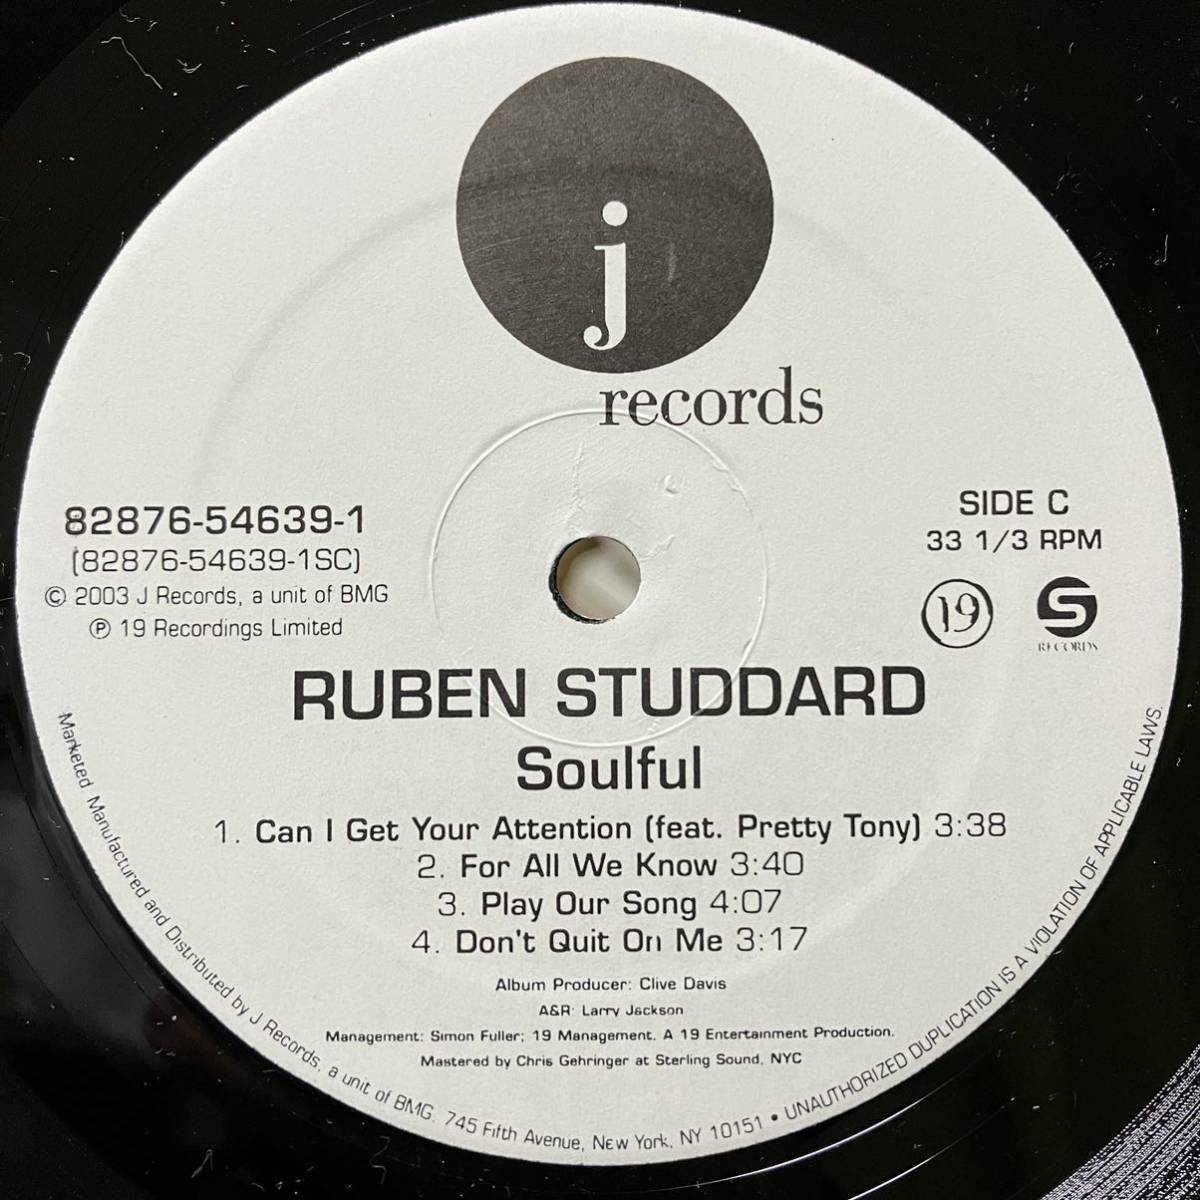 j
records
82876-54639-1
(82876-54639-1SC)
© 2003 J Records, a unit of BMG
℗ 19 Recordings Limited
SIDE C
33 1/3 RPM
19
S
RECORDS
RUBEN STUDDARD
Soulful
1. Can I Get Your Attention (feat. Pretty Tony) 3:38
2. For All We Know 3:40
3. Play Our Song 4:07
4. Don't Quit On Me 3:17
Album Producer: Clive Davis
A&R: Larry Jackson
Management: Simon Fuller; 19 Management. A 19 Entertainment Production.
Mastered by Chris Gehringer at Sterling Sound, NYC
Marketed Manufactured and Distributed by J Records, a unit of BMG. 745 Fifth Avenue, New York, NY 10151 • UNAUTHORIZED DUPLICATION IS A VIOLATION OF APPLICABLE LAWS.